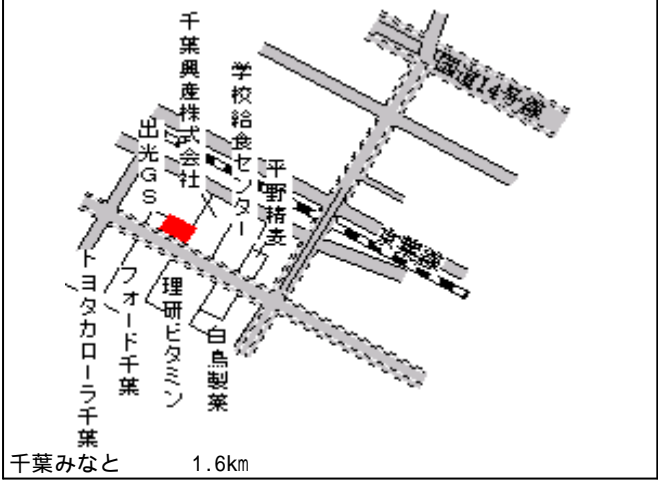 千葉興産株式会社
学校給食センター
平野精麦
出光GS
国道14号線
京葉線
トヨタカローラ千葉
フォード千葉
理研ビタミン
白鳥製薬
千葉みなと 1.6km